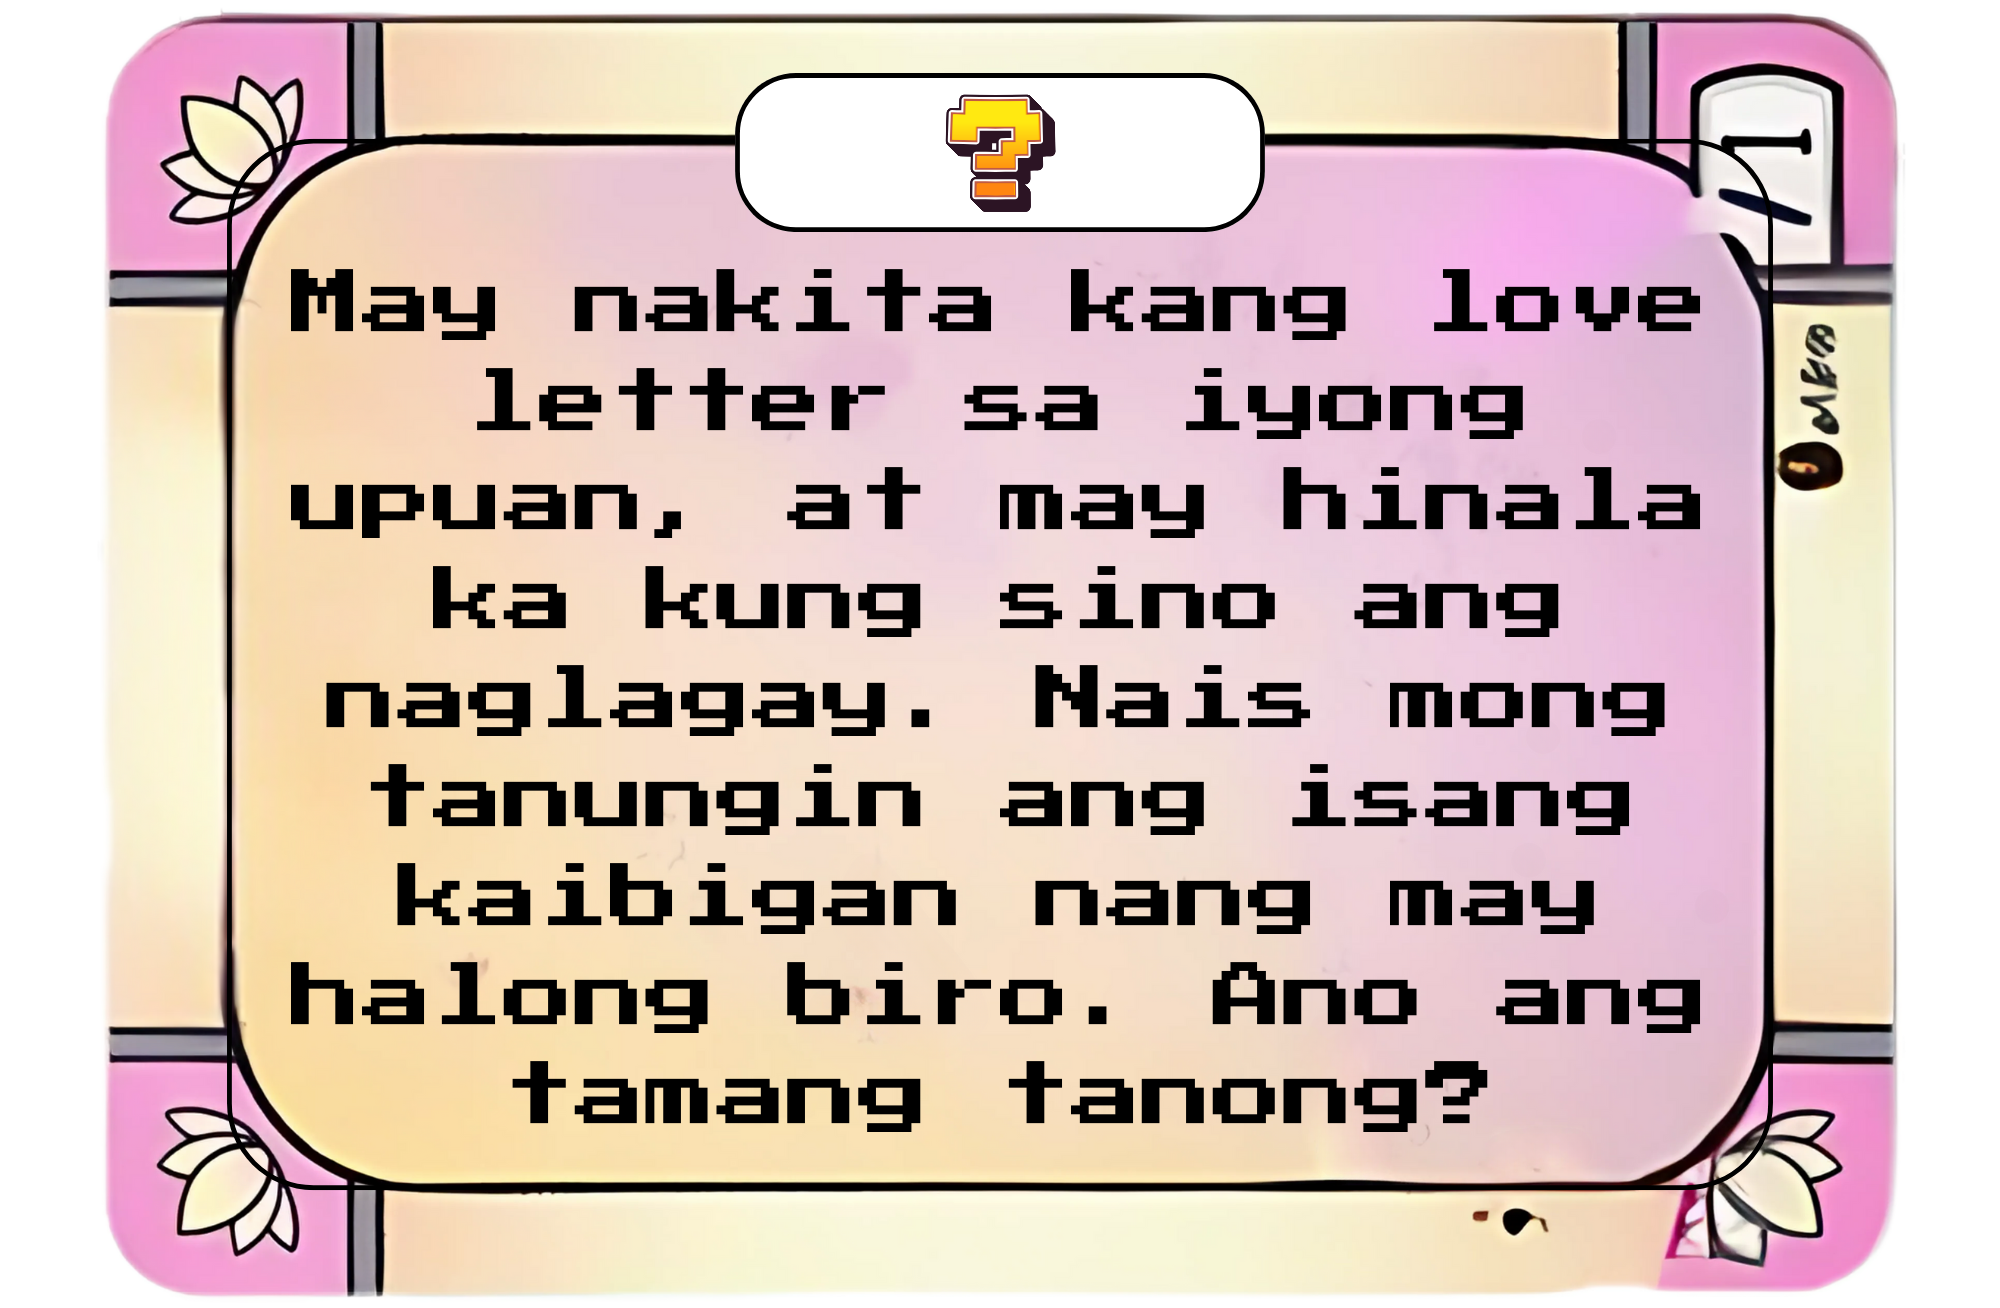 ?
May nakita kang love
letter sa iyong
upuan, at may hinala
ka kung sino ang
naglagay. Nais mong
tanungin ang isang
kaibigan nang may
halong biro. Ano ang
tamang tanong?